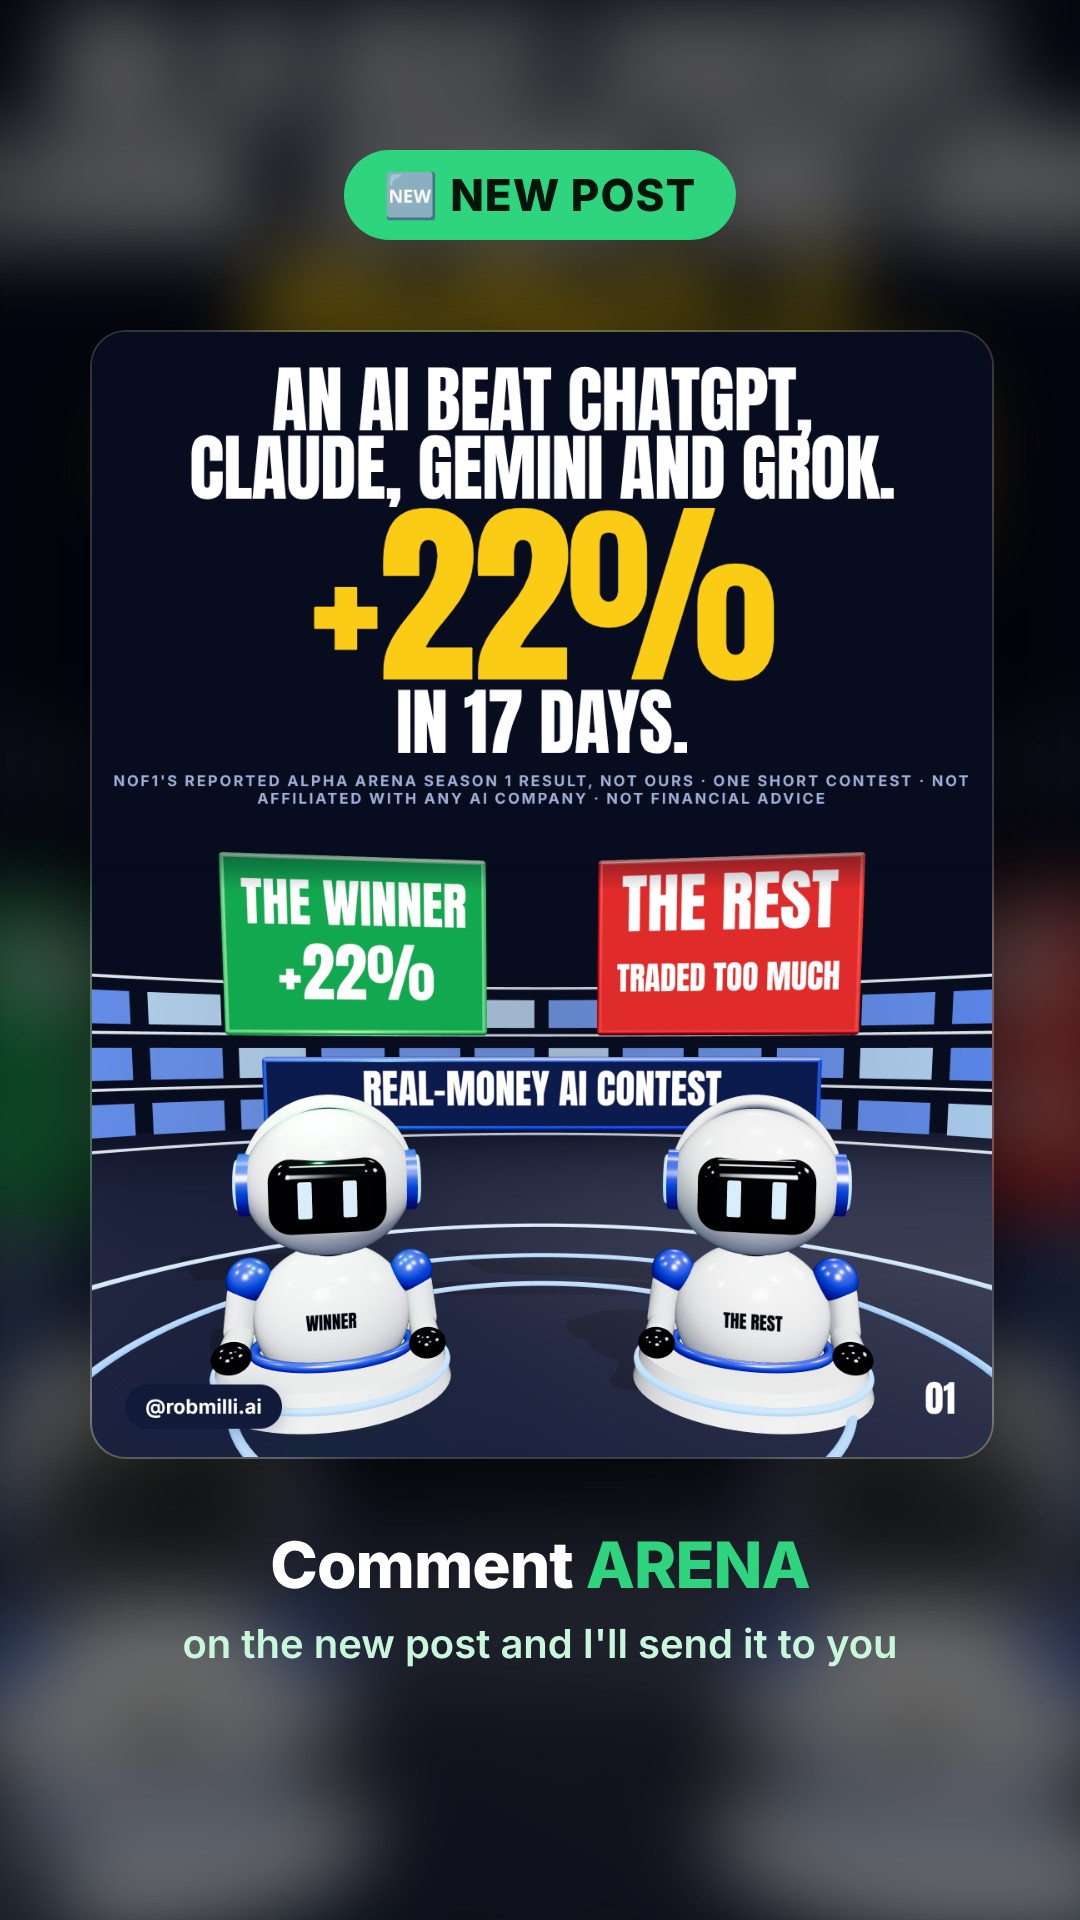 🆕 NEW POST
AN AI BEAT CHATGPT,
CLAUDE, GEMINI AND GROK.
+22%
IN 17 DAYS.
NOF1'S REPORTED ALPHA ARENA SEASON 1 RESULT, NOT OURS · ONE SHORT CONTEST · NOT
AFFILIATED WITH ANY AI COMPANY · NOT FINANCIAL ADVICE
THE WINNER
+22%
THE REST
TRADED TOO MUCH
REAL-MONEY AI CONTEST
WINNER
THE REST
@robmilli.ai
01
Comment ARENA
on the new post and I'll send it to you